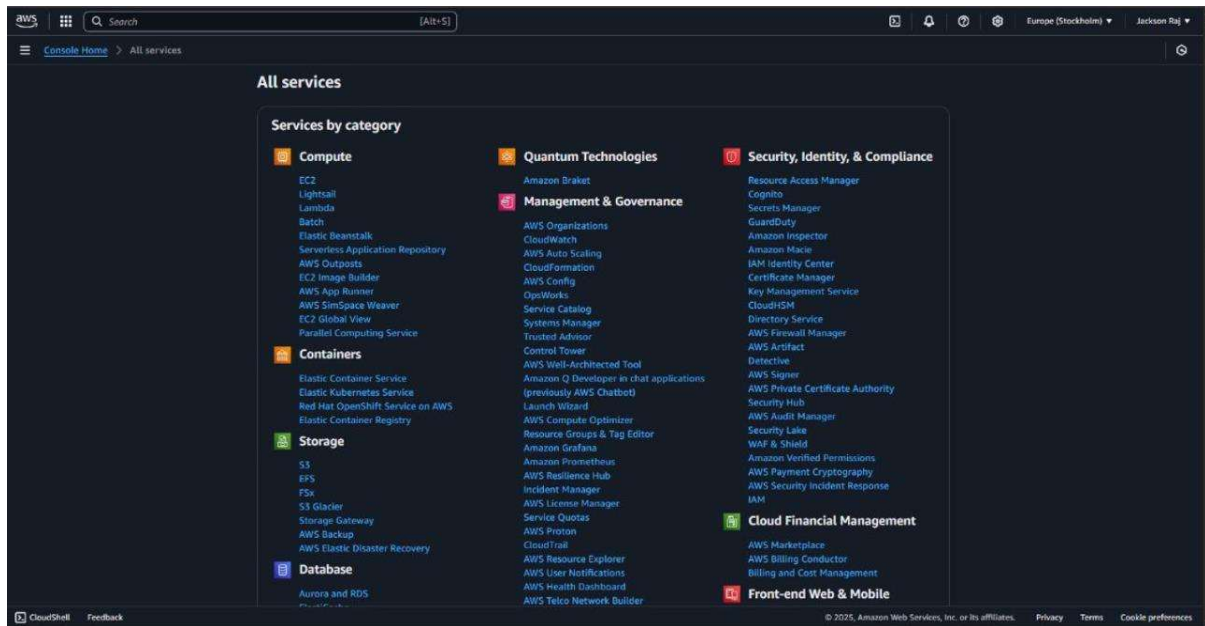 aws
Search [Alt+S]
Europe (Stockholm) ▼
Jackson Raj ▼
Console Home > All services
All services
Services by category
Compute
EC2
Lightsail
Lambda
Batch
Elastic Beanstalk
Serverless Application Repository
AWS Outposts
EC2 Image Builder
AWS App Runner
AWS SimSpace Weaver
EC2 Global View
Parallel Computing Service
Containers
Elastic Container Service
Elastic Kubernetes Service
Red Hat OpenShift Service on AWS
Elastic Container Registry
Storage
S3
EFS
FSx
S3 Glacier
Storage Gateway
AWS Backup
AWS Elastic Disaster Recovery
Database
Aurora and RDS
Quantum Technologies
Amazon Braket
Management & Governance
AWS Organizations
CloudWatch
AWS Auto Scaling
CloudFormation
AWS Config
OpsWorks
Service Catalog
Systems Manager
Trusted Advisor
Control Tower
AWS Well-Architected Tool
Amazon Q Developer in chat applications
(previously AWS Chatbot)
Launch Wizard
AWS Compute Optimizer
Resource Groups & Tag Editor
Amazon Grafana
Amazon Prometheus
AWS Resilience Hub
Incident Manager
AWS License Manager
Service Quotas
AWS Proton
CloudTrail
AWS Resource Explorer
AWS User Notifications
AWS Health Dashboard
AWS Telco Network Builder
Security, Identity, & Compliance
Resource Access Manager
Cognito
Secrets Manager
GuardDuty
Amazon Inspector
Amazon Macie
IAM Identity Center
Certificate Manager
Key Management Service
CloudHSM
Directory Service
AWS Firewall Manager
AWS Artifact
Detective
AWS Signer
AWS Private Certificate Authority
Security Hub
AWS Audit Manager
Security Lake
WAF & Shield
Amazon Verified Permissions
AWS Payment Cryptography
AWS Security Incident Response
IAM
Cloud Financial Management
AWS Marketplace
AWS Billing Conductor
Billing and Cost Management
Front-end Web & Mobile
CloudShell Feedback
© 2025, Amazon Web Services, Inc. or its affiliates. Privacy Terms Cookie preferences